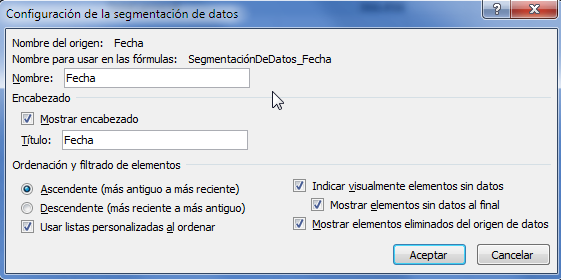 Configuración de la segmentación de datos
Nombre del origen: Fecha
Nombre para usar en las fórmulas: SegmentaciónDeDatos_Fecha
Nombre: Fecha
Encabezado
Mostrar encabezado
Título: Fecha
Ordenación y filtrado de elementos
Ascendente (más antiguo a más reciente)
Descendente (más reciente a más antiguo)
Usar listas personalizadas al ordenar
Indicar visualmente elementos sin datos
Mostrar elementos sin datos al final
Mostrar elementos eliminados del origen de datos
Aceptar
Cancelar